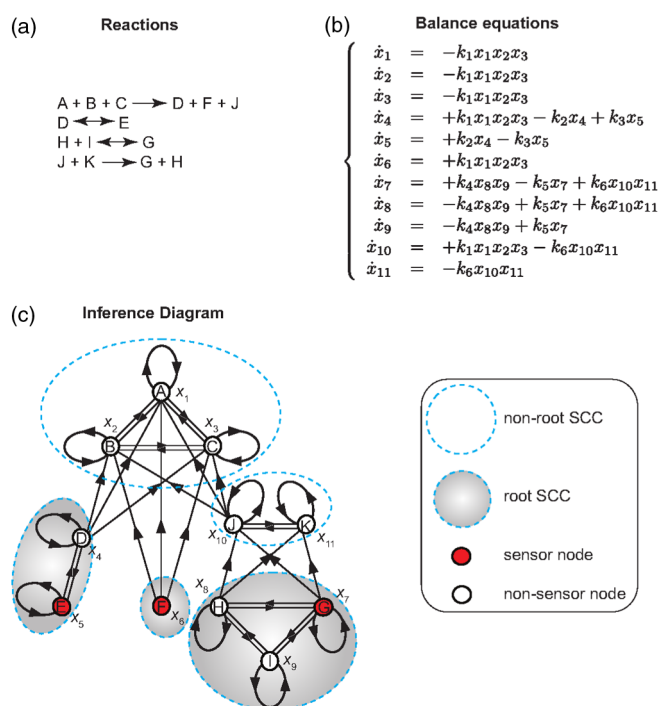 (a) Reactions
A + B + C ⟶ D + F + J
D ⟷ E
H + I ⟷ G
J + K ⟶ G + H
(b) Balance equations
ẋ₁ = −k₁x₁x₂x₃
ẋ₂ = −k₁x₁x₂x₃
ẋ₃ = −k₁x₁x₂x₃
ẋ₄ = +k₁x₁x₂x₃ − k₂x₄ + k₃x₅
ẋ₅ = +k₂x₄ − k₃x₅
ẋ₆ = +k₁x₁x₂x₃
ẋ₇ = +k₄x₈x₉ − k₅x₇ + k₆x₁₀x₁₁
ẋ₈ = −k₄x₈x₉ + k₅x₇ + k₆x₁₀x₁₁
ẋ₉ = −k₄x₈x₉ + k₅x₇
ẋ₁₀ = +k₁x₁x₂x₃ − k₆x₁₀x₁₁
ẋ₁₁ = −k₆x₁₀x₁₁
(c) Inference Diagram
A x₁
x₂ x₃
B C
J K
x₁₀ x₁₁
D
x₄
x₈ x₇
E F H G
x₅ x₆
I x₉
non-root SCC
root SCC
sensor node
non-sensor node